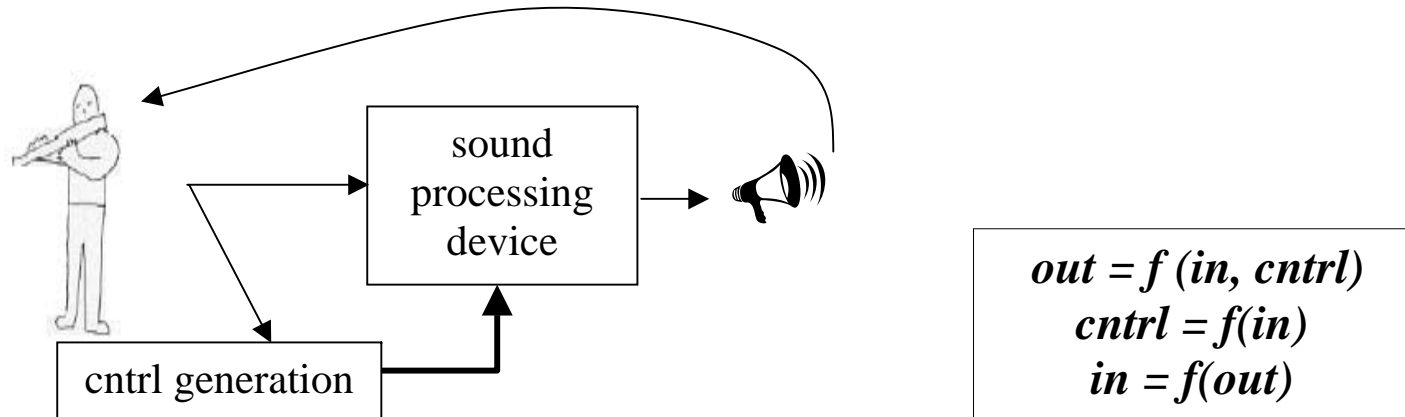 sound
processing
device
cntrl generation
out = f (in, cntrl)
cntrl = f(in)
in = f(out)